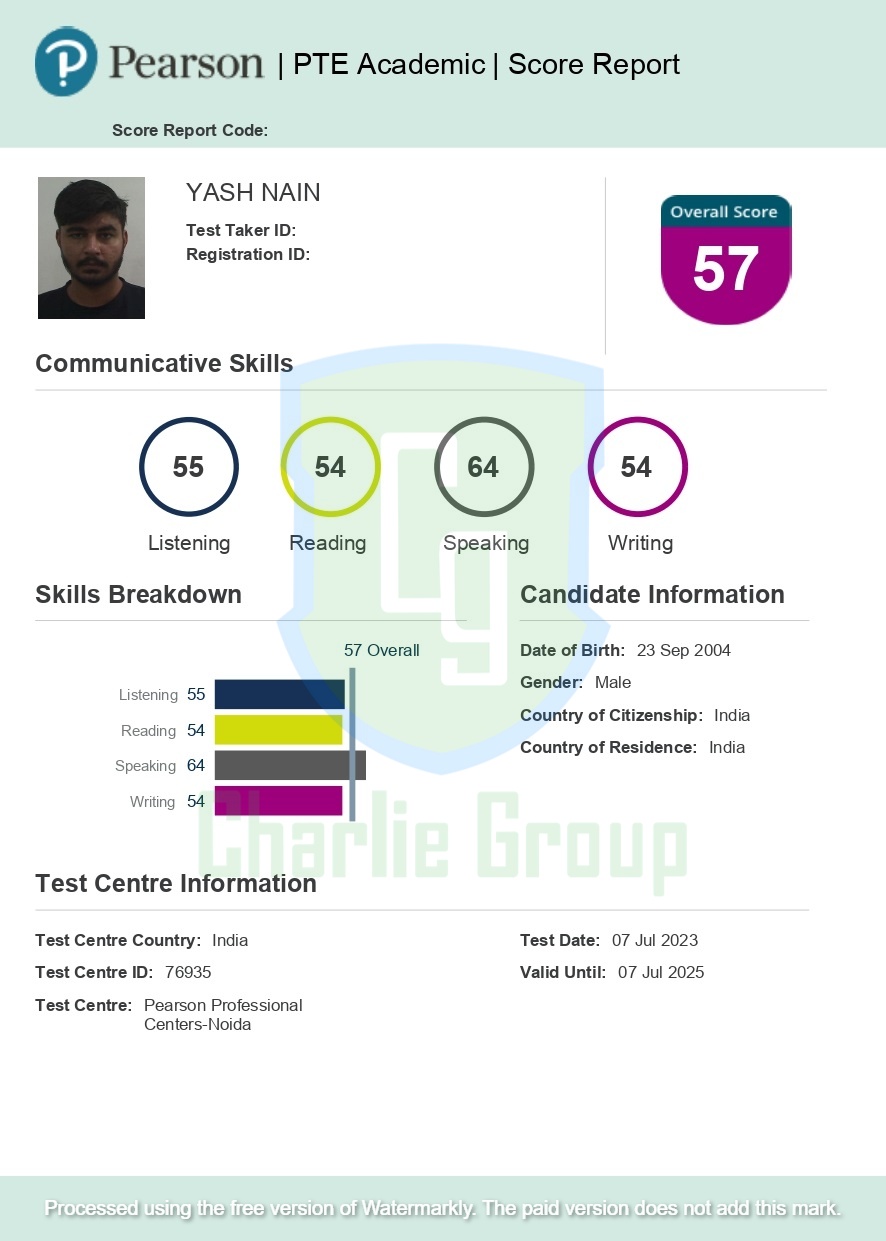 Pearson | PTE Academic | Score Report
Score Report Code:
YASH NAIN
Test Taker ID:
Registration ID:
Overall Score
57
Communicative Skills
55 54 64 54
Listening Reading Speaking Writing
Skills Breakdown
57 Overall
Listening 55
Reading 54
Speaking 64
Writing 54
Candidate Information
Date of Birth: 23 Sep 2004
Gender: Male
Country of Citizenship: India
Country of Residence: India
Cg
Charlie Group
Test Centre Information
Test Centre Country: India
Test Centre ID: 76935
Test Centre: Pearson Professional
Centers-Noida
Test Date: 07 Jul 2023
Valid Until: 07 Jul 2025
Processed using the free version of Watermarkly. The paid version does not add this mark.